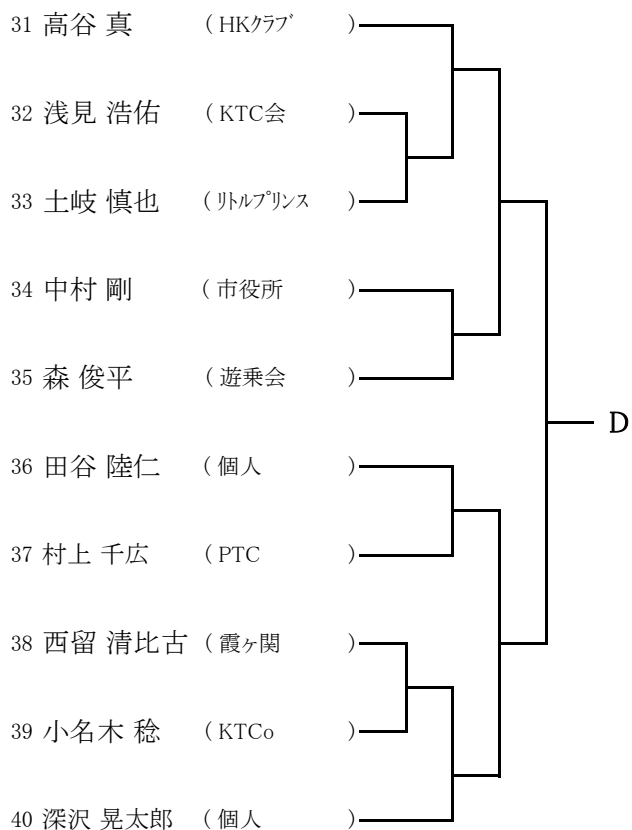 31 高谷 真 ( HKｸﾗﾌﾞ )
32 浅見 浩佑 ( KTC会 )
33 土岐 慎也 ( ﾘﾄﾙﾌﾟﾘﾝｽ )
34 中村 剛 ( 市役所 )
35 森 俊平 ( 遊乗会 )
D
36 田谷 陸仁 ( 個人 )
37 村上 千広 ( PTC )
38 西留 清比古 ( 霞ヶ関 )
39 小名木 稔 ( KTCo )
40 深沢 晃太郎 ( 個人 )